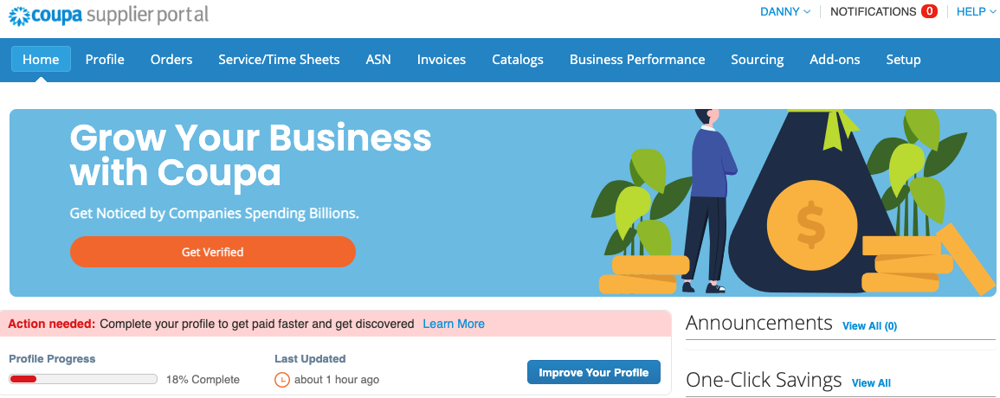 coupa supplier portal
DANNY NOTIFICATIONS 0 HELP
Home Profile Orders Service/Time Sheets ASN Invoices Catalogs Business Performance Sourcing Add-ons Setup
Grow Your Business
with Coupa
Get Noticed by Companies Spending Billions.
Get Verified
$
Action needed: Complete your profile to get paid faster and get discovered Learn More
Profile Progress
18% Complete
Last Updated
about 1 hour ago
Improve Your Profile
Announcements View All (0)
One-Click Savings View All